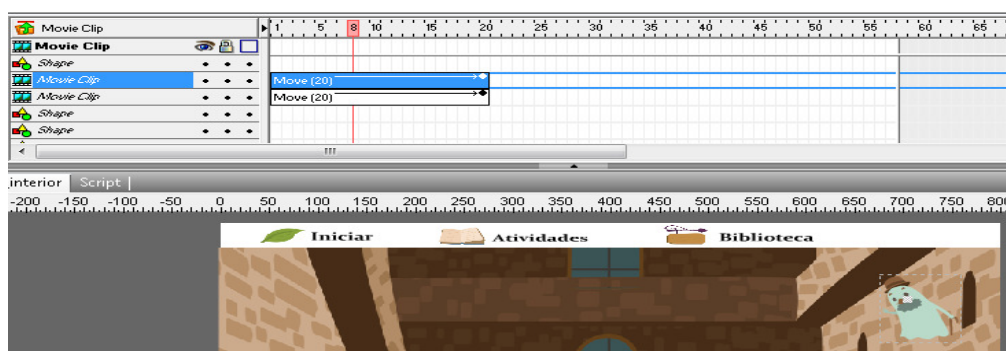 Movie Clip 1 5 8 10 15 20 25 30 35 40 45 50 55 60 65
Movie Clip
Shape
Movie Clip Move (20)
Movie Clip Move (20)
Shape
Shape
interior Script
-200 -150 -100 -50 0 50 100 150 200 250 300 350 400 450 500 550 600 650 700 750 800
Iniciar Atividades Biblioteca